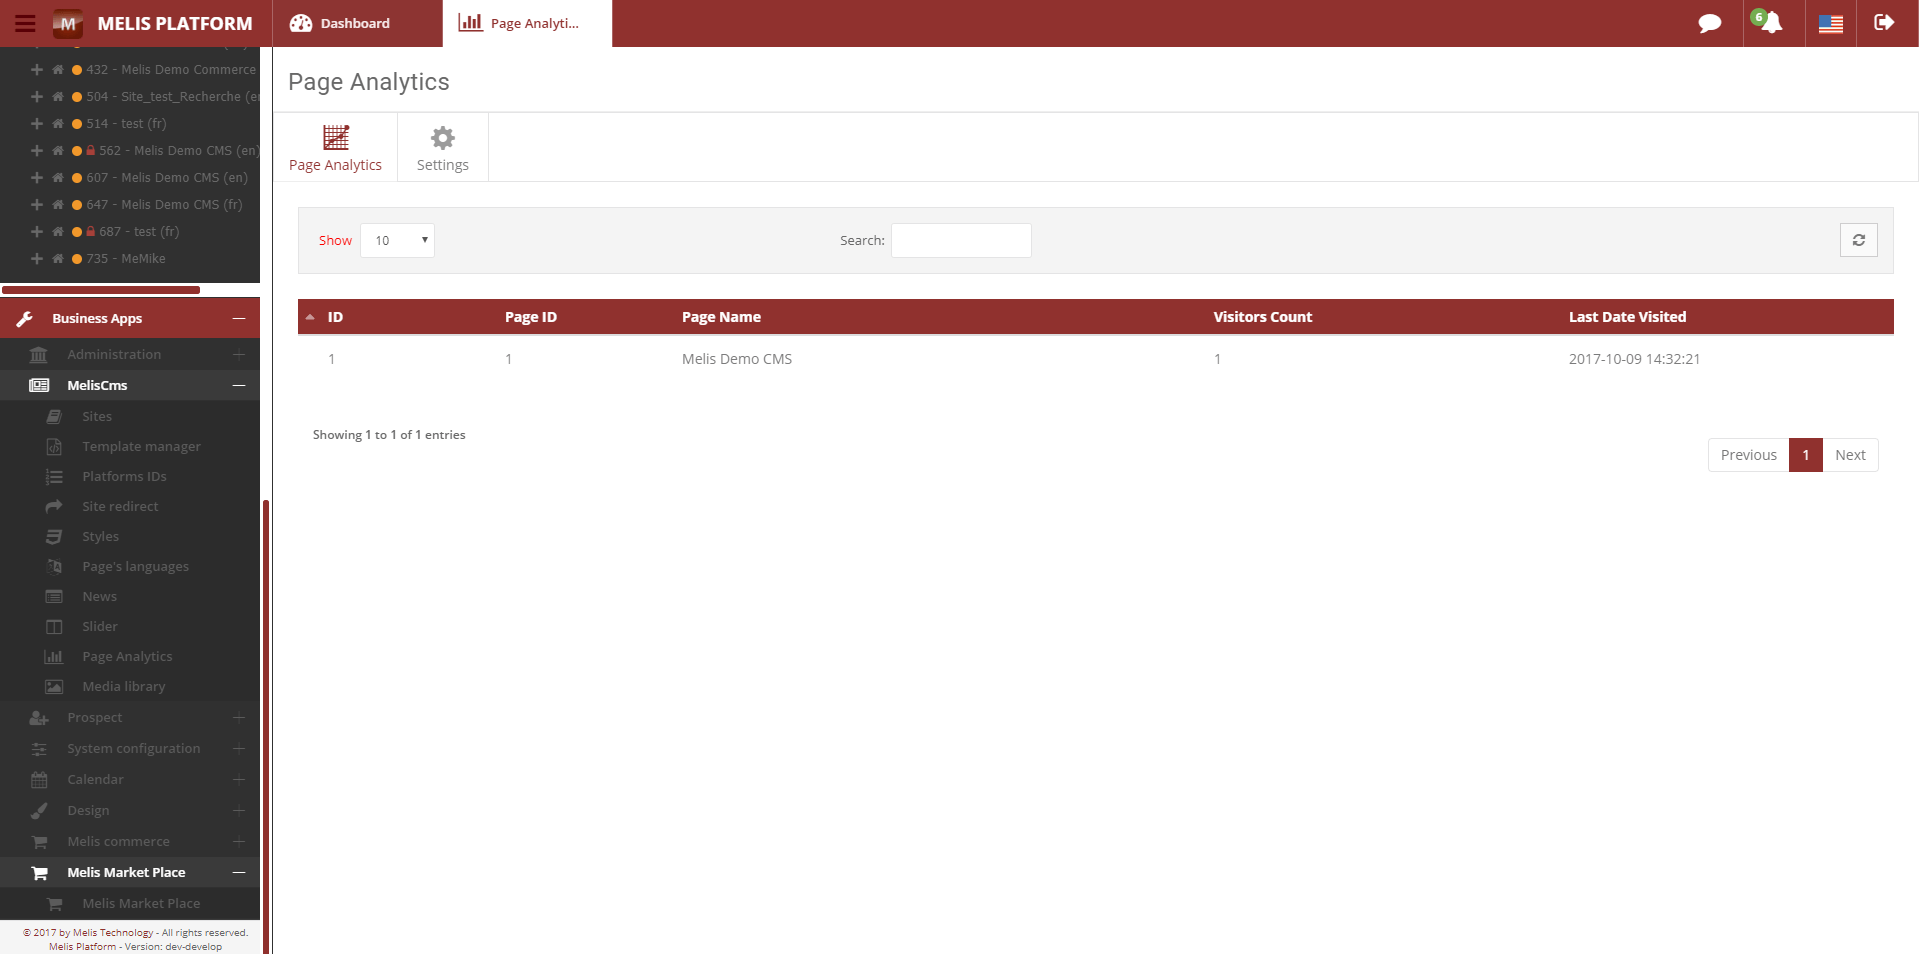 MELIS PLATFORM
Dashboard
Page Analyti...
6
432 - Melis Demo Commerce
504 - Site_test_Recherche
514 - test (fr)
562 - Melis Demo CMS (en)
607 - Melis Demo CMS (en)
647 - Melis Demo CMS (fr)
687 - test (fr)
735 - MeMike
Business Apps
Administration
MelisCms
Sites
Template manager
Platforms IDs
Site redirect
Styles
Page's languages
News
Slider
Page Analytics
Media library
Prospect
System configuration
Calendar
Design
Melis commerce
Melis Market Place
Melis Market Place
© 2017 by Melis Technology - All rights reserved.
Melis Platform - Version: dev-develop
Page Analytics
Page Analytics
Settings
Show 10
Search:
ID Page ID Page Name Visitors Count Last Date Visited
1 1 Melis Demo CMS 1 2017-10-09 14:32:21
Showing 1 to 1 of 1 entries
Previous 1 Next